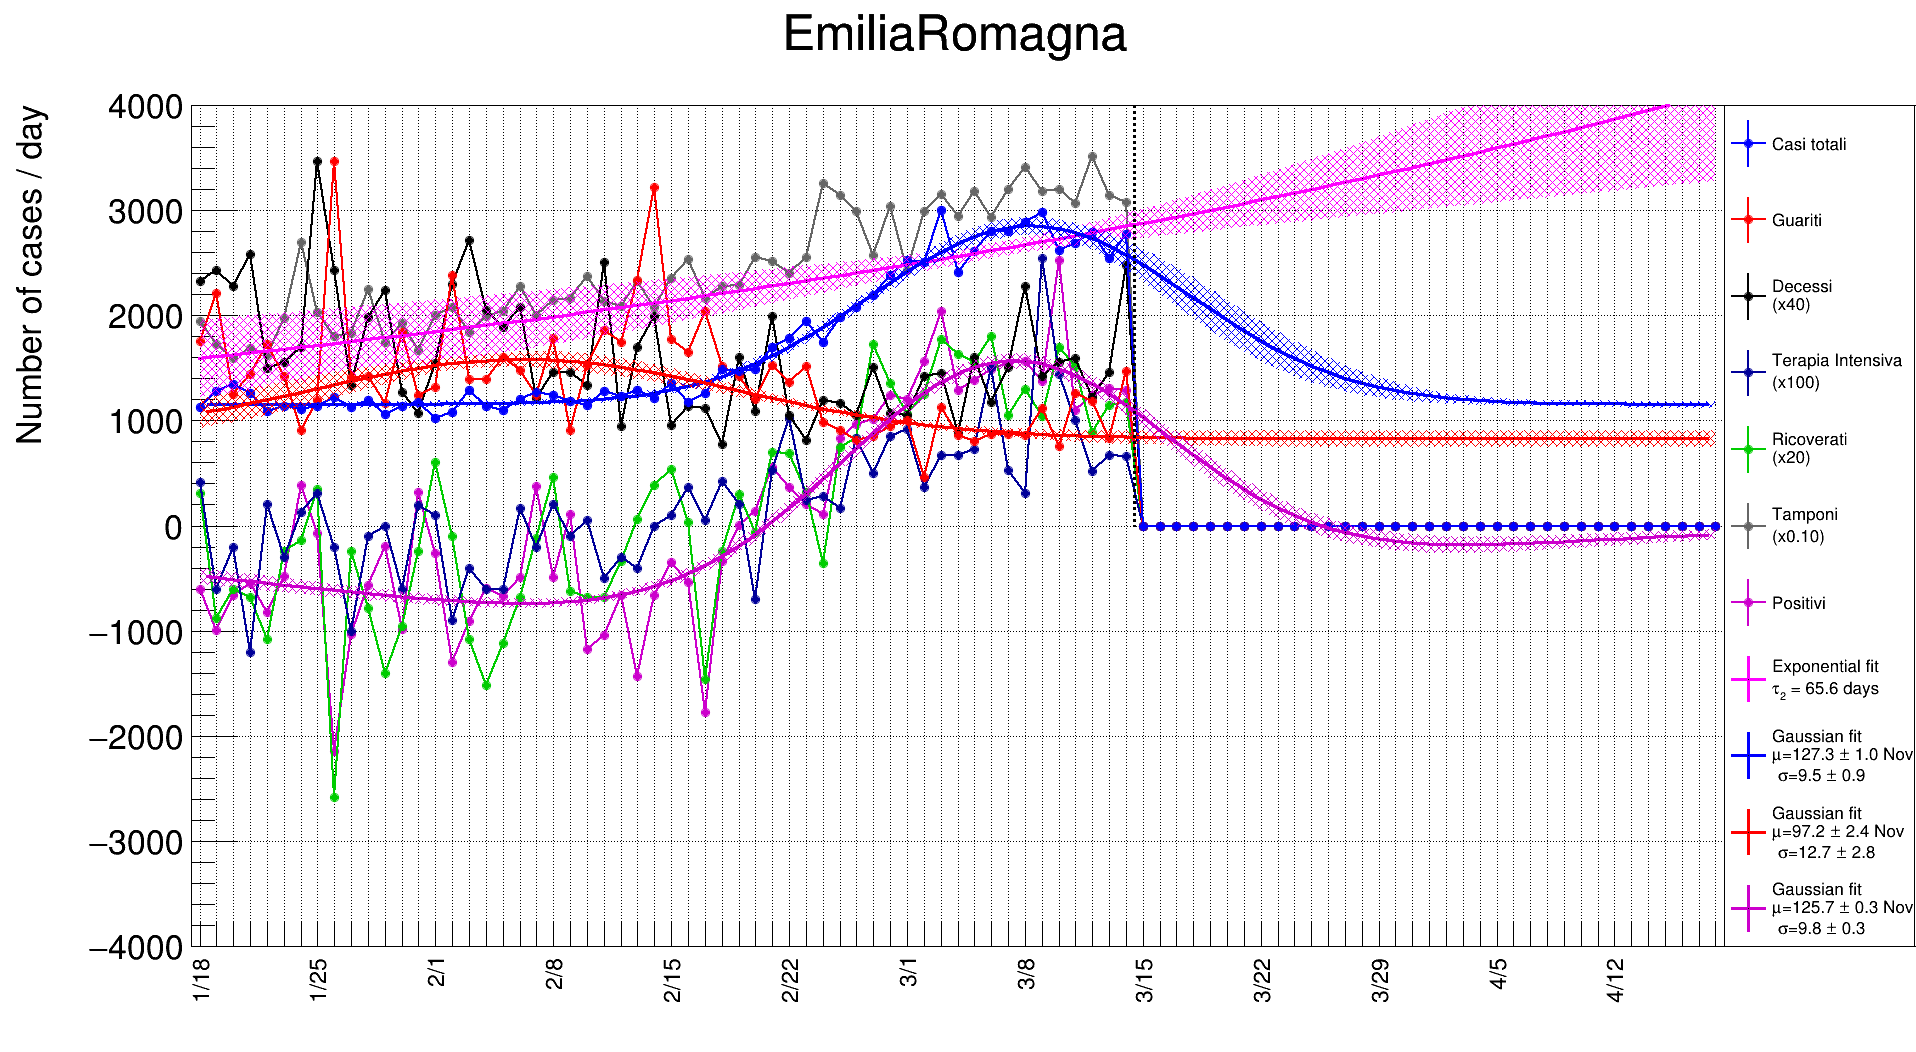 EmiliaRomagna
Number of cases / day
4000
3000
2000
1000
0
−1000
−2000
−3000
−4000
1/18
1/25
2/1
2/8
2/15
2/22
3/1
3/8
3/15
3/22
3/29
4/5
4/12
Casi totali
Guariti
Decessi
(x40)
Terapia Intensiva
(x100)
Ricoverati
(x20)
Tamponi
(x0.10)
Positivi
Exponential fit
τ2 = 65.6 days
Gaussian fit
μ=127.3 ± 1.0 Nov
σ=9.5 ± 0.9
Gaussian fit
μ=97.2 ± 2.4 Nov
σ=12.7 ± 2.8
Gaussian fit
μ=125.7 ± 0.3 Nov
σ=9.8 ± 0.3